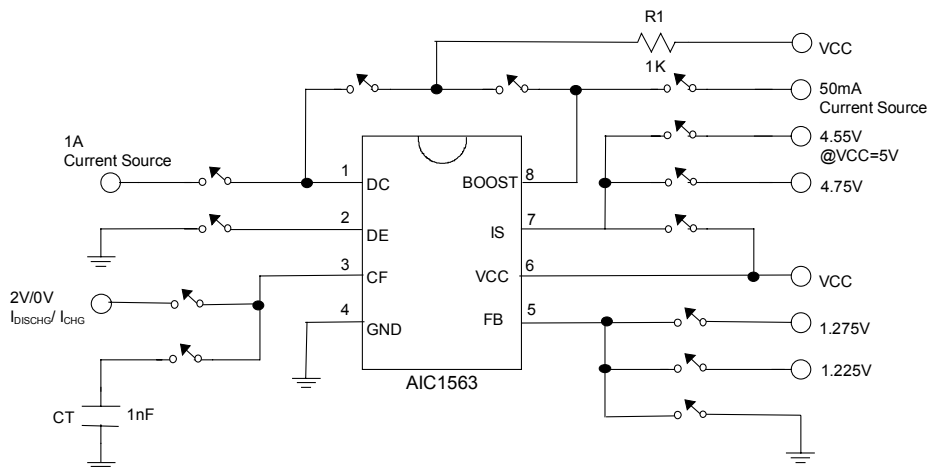 R1
VCC
1K
50mA
Current Source
1A
Current Source
4.55V
@VCC=5V
1
DC
BOOST
8
4.75V
2
DE
IS
7
3
CF
VCC
6
VCC
2V/0V
IDISCHG/ ICHG
4
GND
FB
5
1.275V
AIC1563
1.225V
CT
1nF